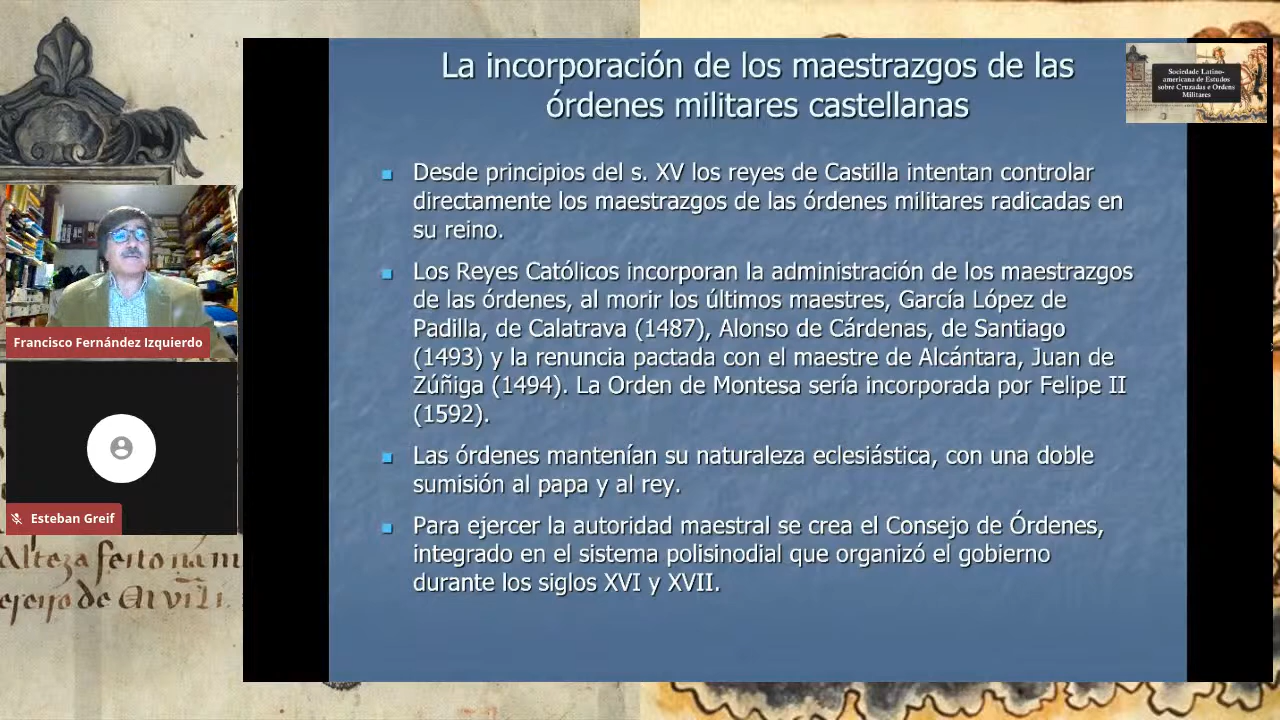 La incorporación de los maestrazgos de las
órdenes militares castellanas
Sociedade Latino-
americana de Estudos
sobre Cruzadas e Ordens
Militares
Desde principios del s. XV los reyes de Castilla intentan controlar
directamente los maestrazgos de las órdenes militares radicadas en
su reino.
Los Reyes Católicos incorporan la administración de los maestrazgos
de las órdenes, al morir los últimos maestres, García López de
Padilla, de Calatrava (1487), Alonso de Cárdenas, de Santiago
(1493) y la renuncia pactada con el maestre de Alcántara, Juan de
Zúñiga (1494). La Orden de Montesa sería incorporada por Felipe II
(1592).
Las órdenes mantenían su naturaleza eclesiástica, con una doble
sumisión al papa y al rey.
Para ejercer la autoridad maestral se crea el Consejo de Órdenes,
integrado en el sistema polisinodial que organizó el gobierno
durante los siglos XVI y XVII.
Francisco Fernández Izquierdo
Esteban Greif
Alteza feito
de